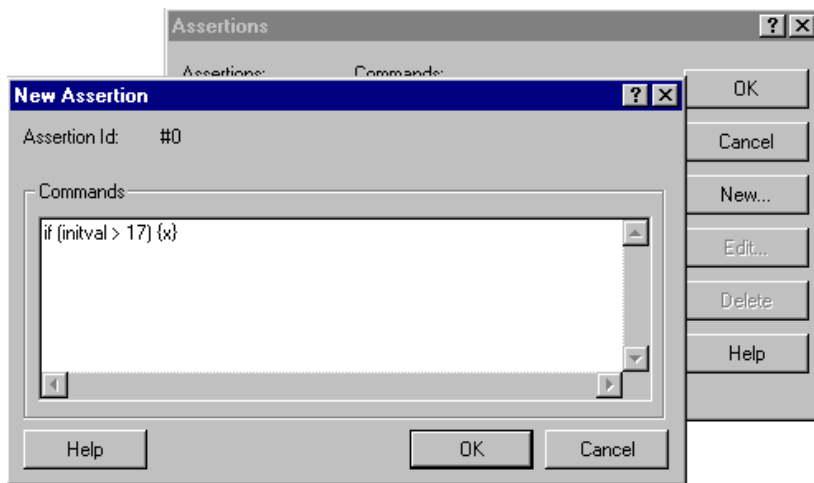 Assertions
Assertions: Commands:
New Assertion
OK
Assertion Id: #0
Cancel
Commands
New...
if (initval > 17) {x}
Edit...
Delete
Help
Help OK Cancel